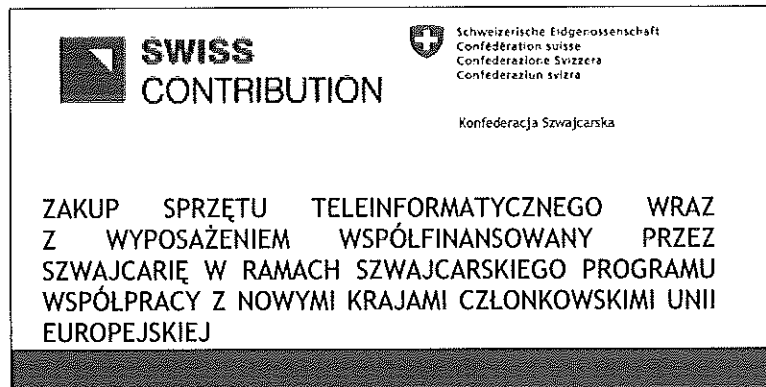 SWISS
CONTRIBUTION
Schweizerische Eidgenossenschaft
Confédération suisse
Confederazione Svizzera
Confederaziun svizra
Konfederacja Szwajcarska
ZAKUP SPRZĘTU TELEINFORMATYCZNEGO WRAZ
Z WYPOSAŻENIEM WSPÓŁFINANSOWANY PRZEZ
SZWAJCARIĘ W RAMACH SZWAJCARSKIEGO PROGRAMU
WSPÓŁPRACY Z NOWYMI KRAJAMI CZŁONKOWSKIMI UNII
EUROPEJSKIEJ